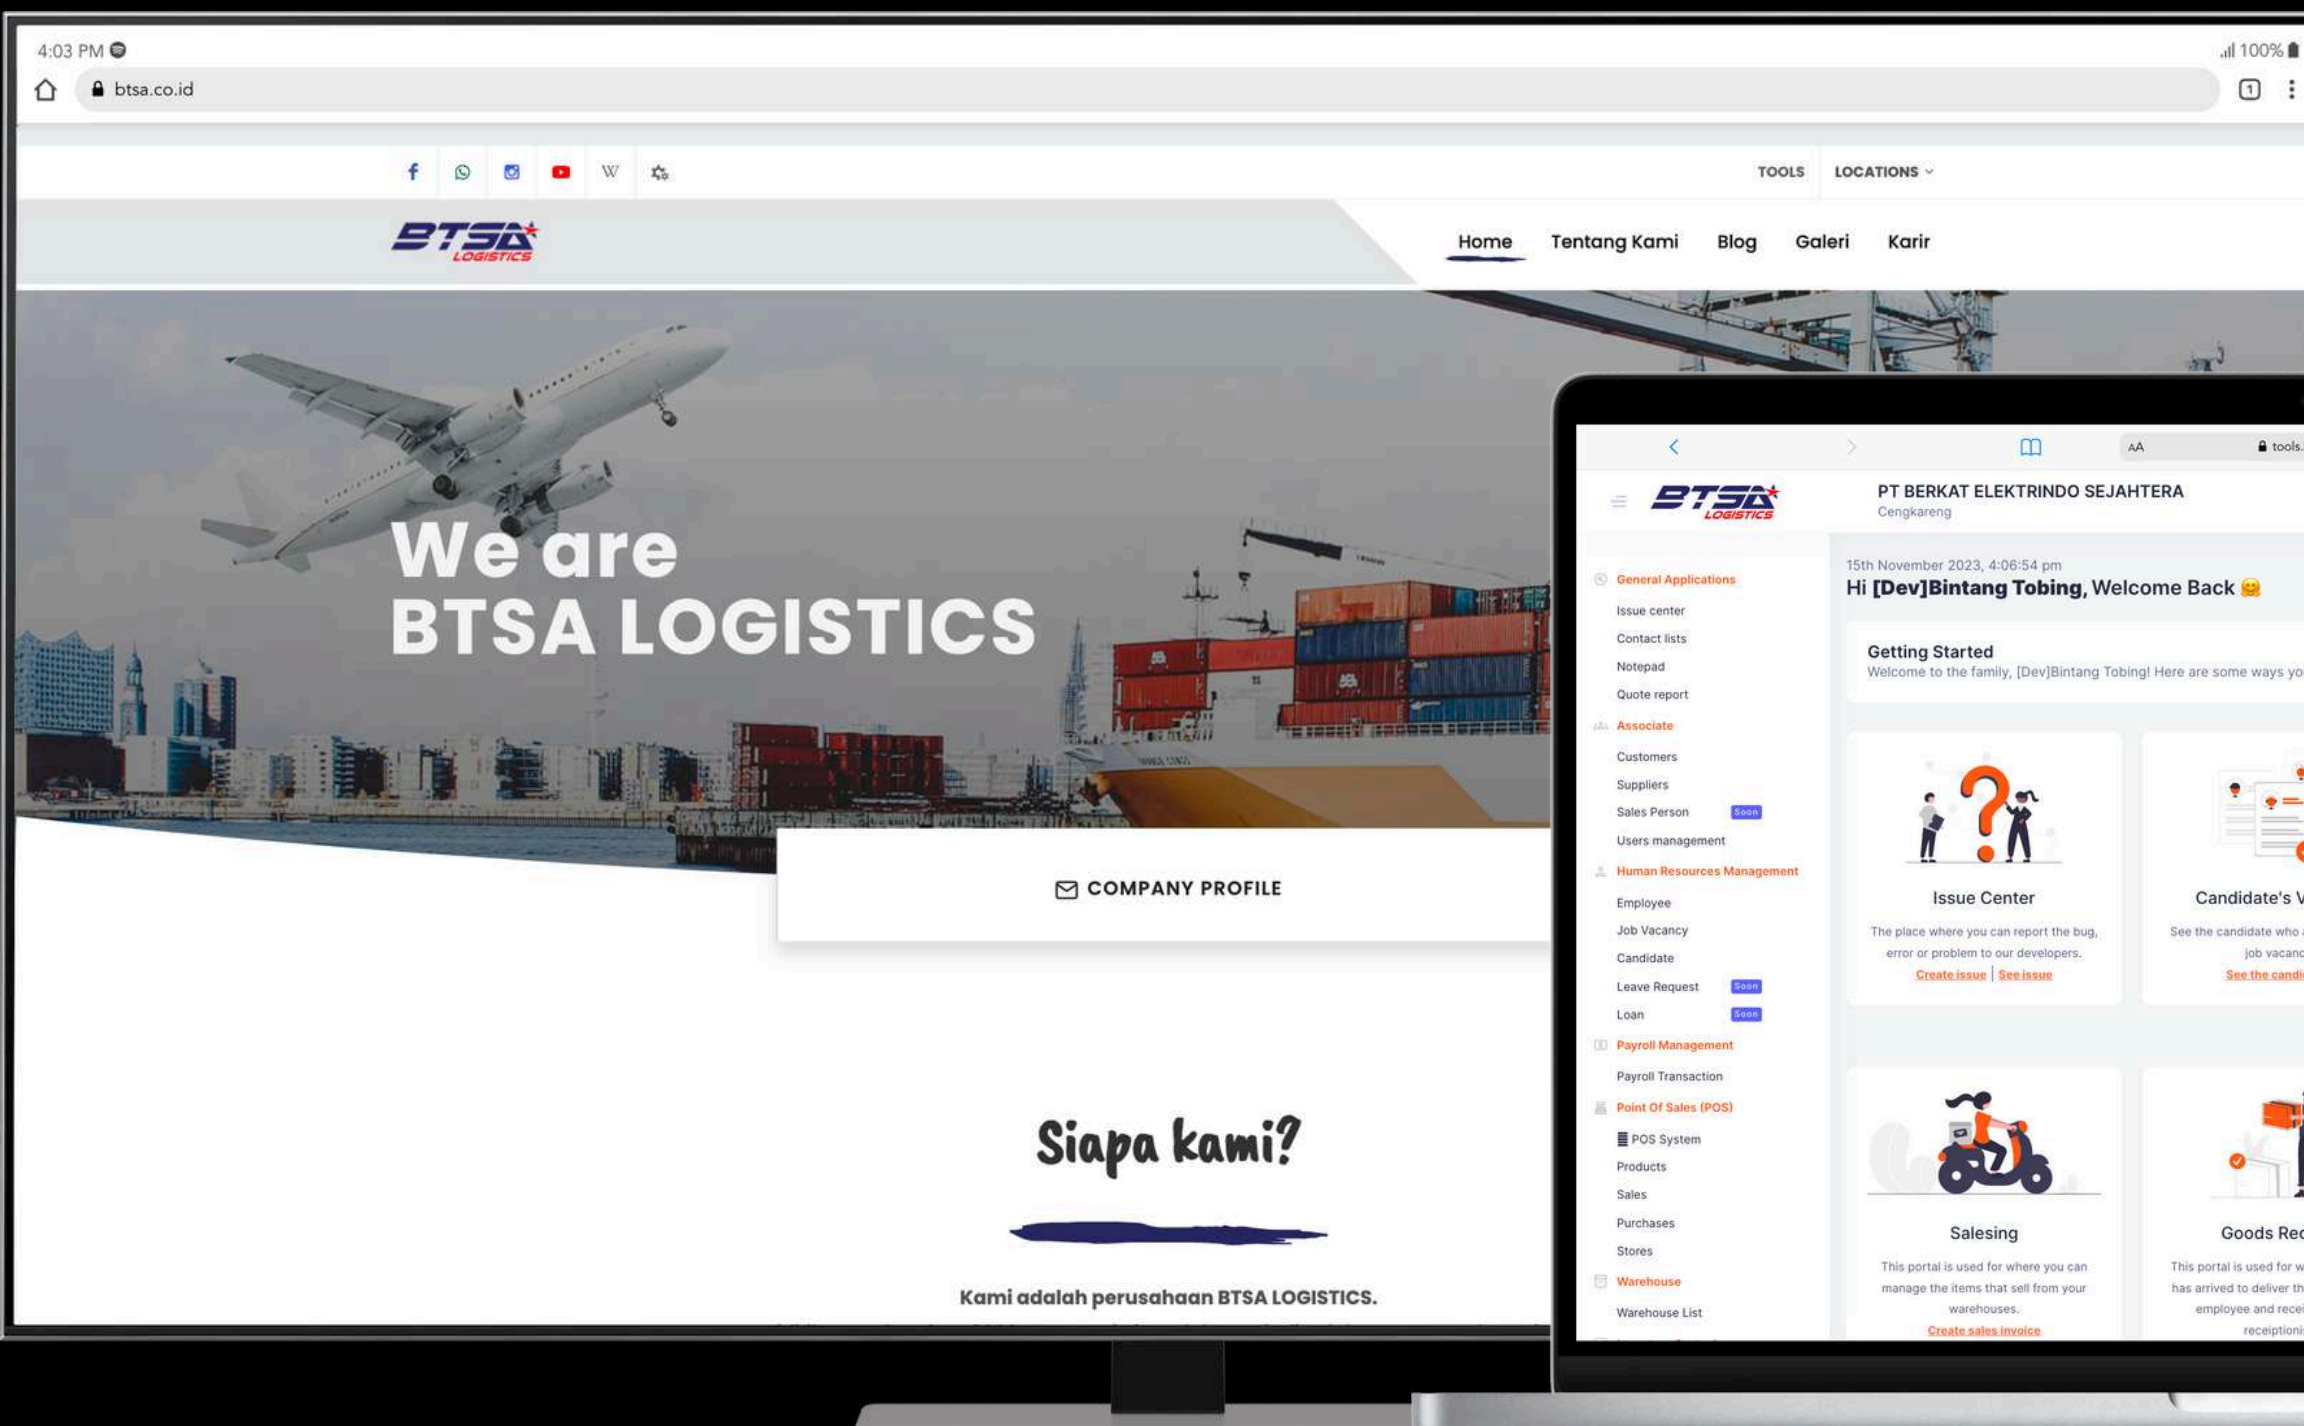 4:03 PM
100%
btsa.co.id
1
TOOLS
LOCATIONS
BTSA
LOGISTICS
Home
Tentang Kami
Blog
Galeri
Karir
We are
BTSA LOGISTICS
COMPANY PROFILE
Siapa kami?
Kami adalah perusahaan BTSA LOGISTICS.
AA
tools.
BTSA
LOGISTICS
PT BERKAT ELEKTRINDO SEJAHTERA
Cengkareng
General Applications
Issue center
Contact lists
Notepad
Quote report
Associate
Customers
Suppliers
Sales Person Soon
Users management
Human Resources Management
Employee
Job Vacancy
Candidate
Leave Request Soon
Loan Soon
Payroll Management
Payroll Transaction
Point Of Sales (POS)
POS System
Products
Sales
Purchases
Stores
Warehouse
Warehouse List
15th November 2023, 4:06:54 pm
Hi [Dev]Bintang Tobing, Welcome Back
Getting Started
Welcome to the family, [Dev]Bintang Tobing! Here are some ways yo
Issue Center
The place where you can report the bug,
error or problem to our developers.
Create issue | See issue
Candidate's V
See the candidate who
job vacanc
See the candi
Salesing
This portal is used for where you can
manage the items that sell from your
warehouses.
Create sales invoice
Goods Rec
This portal is used for w
has arrived to deliver th
employee and recei
receiptioni